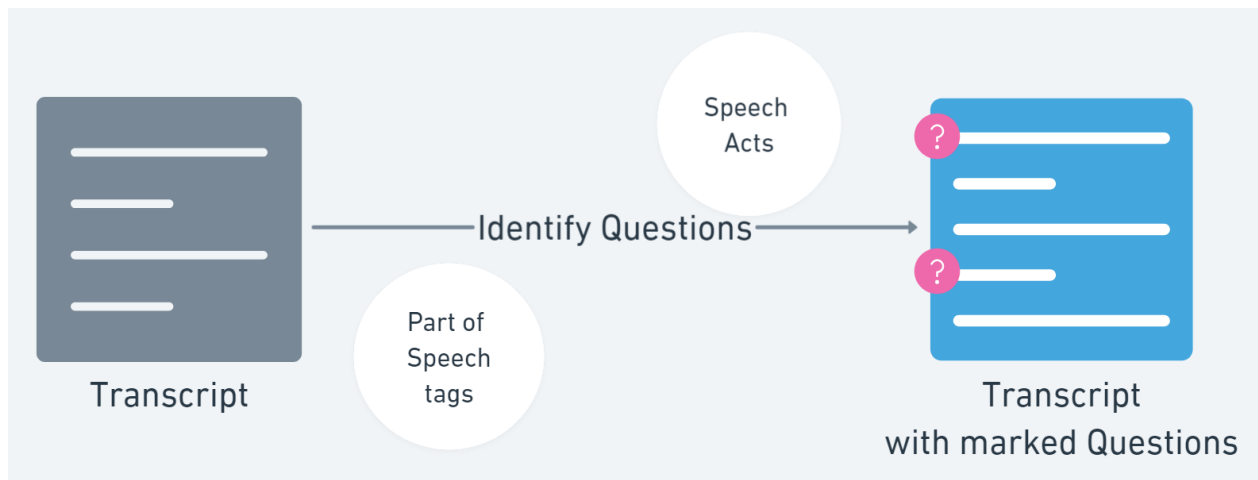 Speech
Acts
?
Identify Questions
?
Part of
Speech
tags
Transcript
Transcript
with marked Questions